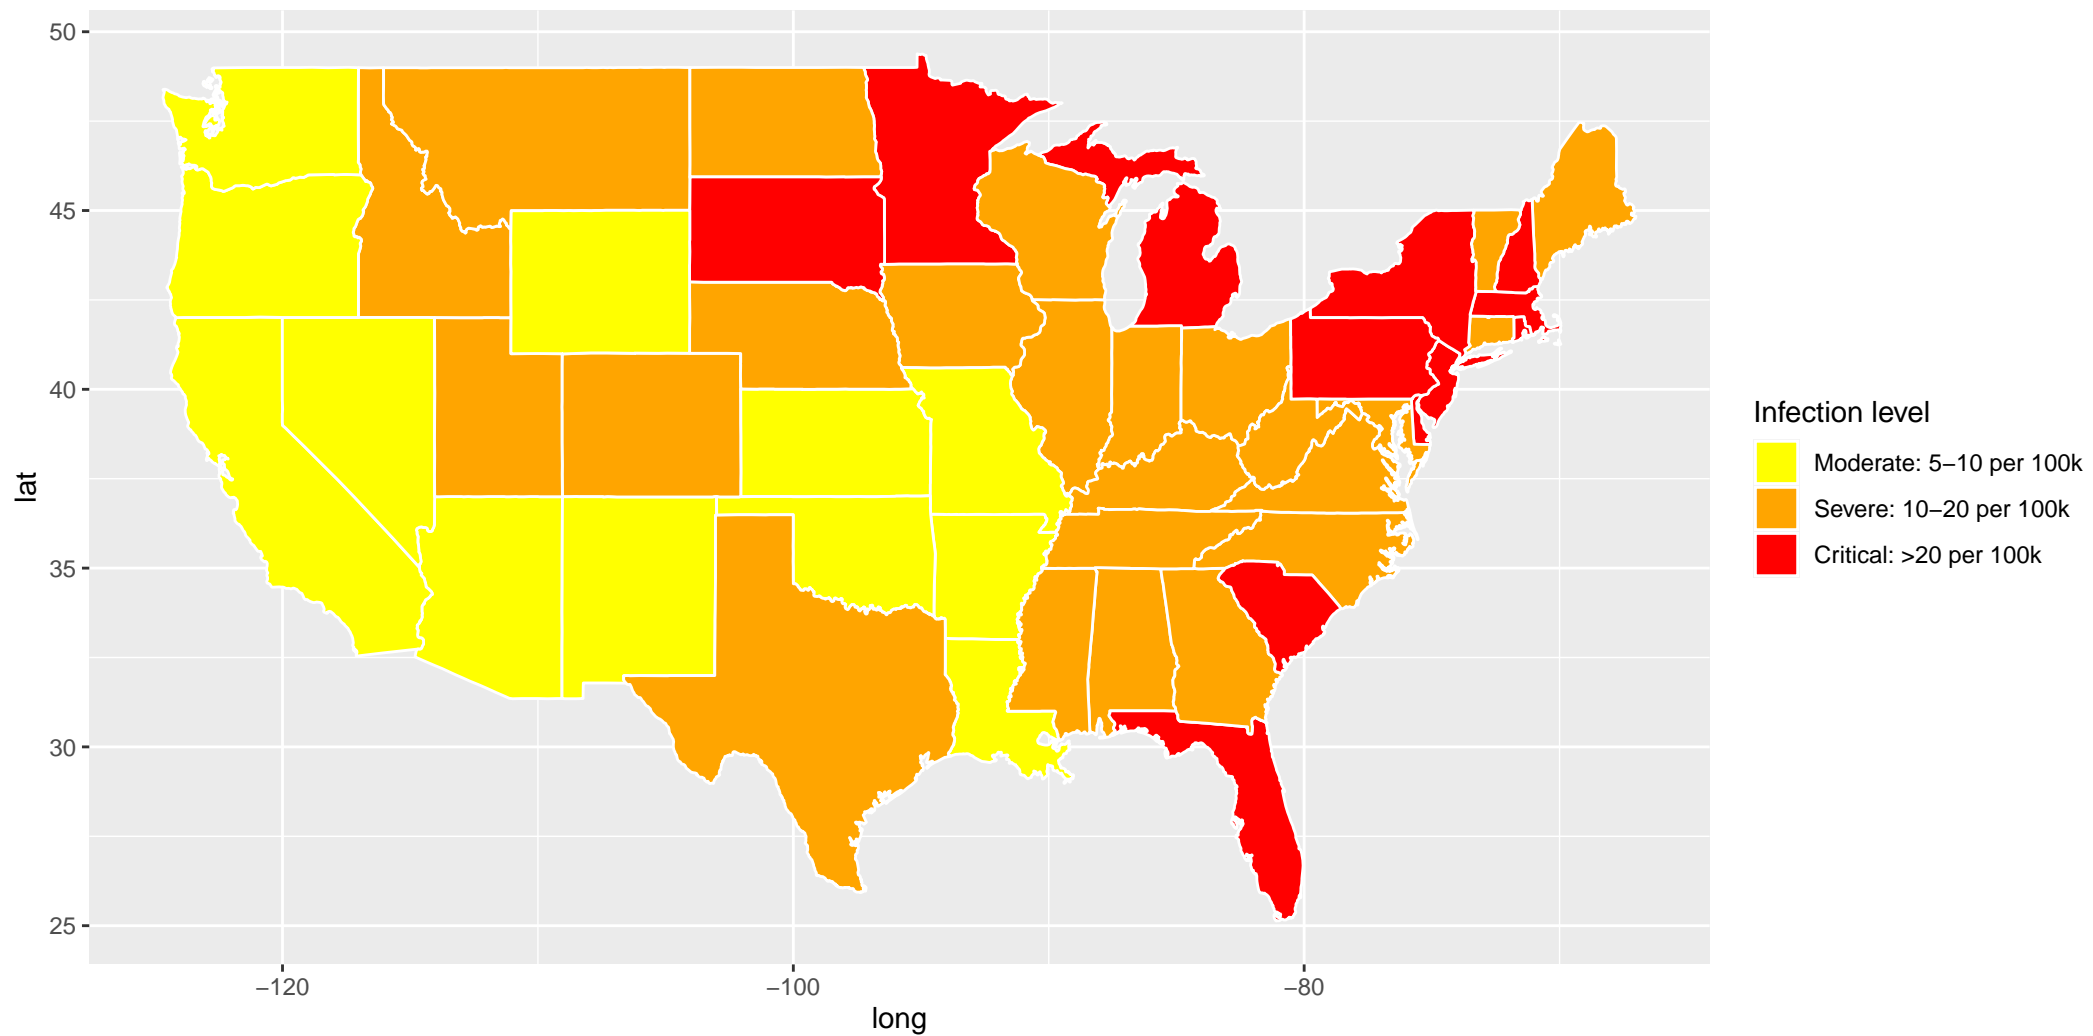 50
45
40
35
30
25
lat
−120
−100
−80
long
Infection level
Moderate: 5−10 per 100k
Severe: 10−20 per 100k
Critical: >20 per 100k